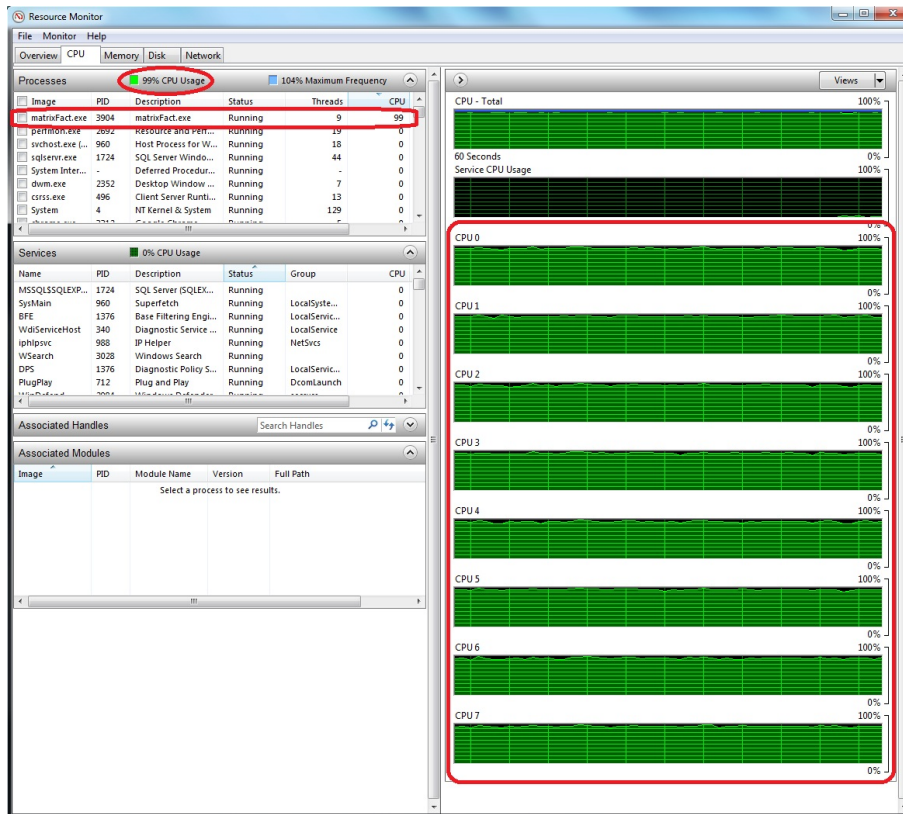 Resource Monitor
File Monitor Help
Overview CPU Memory Disk Network
Processes 99% CPU Usage 104% Maximum Frequency
Image PID Description Status Threads CPU
matrixFact.exe 3904 matrixFact.exe Running 9 99
perfmon.exe 2692 Resource and Perf... Running 19 0
svchost.exe (... 960 Host Process for W... Running 18 0
sqlservr.exe 1724 SQL Server Windo... Running 44 0
System Inter... - Deferred Procedur... Running - 0
dwm.exe 2352 Desktop Window ... Running 7 0
csrss.exe 496 Client Server Runti... Running 13 0
System 4 NT Kernel & System Running 129 0
Services 0% CPU Usage
Name PID Description Status Group CPU
MSSQL$SQLEXP... 1724 SQL Server (SQLEX... Running 0
SysMain 960 Superfetch Running LocalSyste... 0
BFE 1376 Base Filtering Engi... Running LocalServic... 0
WdiServiceHost 340 Diagnostic Service ... Running LocalService 0
iphlpsvc 988 IP Helper Running NetSvcs 0
WSearch 3028 Windows Search Running 0
DPS 1376 Diagnostic Policy S... Running LocalServic... 0
PlugPlay 712 Plug and Play Running DcomLaunch 0
Associated Handles Search Handles
Associated Modules
Image PID Module Name Version Full Path
Select a process to see results.
Views
CPU - Total 100%
60 Seconds 0%
Service CPU Usage 100%
0%
CPU 0 100%
0%
CPU 1 100%
0%
CPU 2 100%
0%
CPU 3 100%
0%
CPU 4 100%
0%
CPU 5 100%
0%
CPU 6 100%
0%
CPU 7 100%
0%